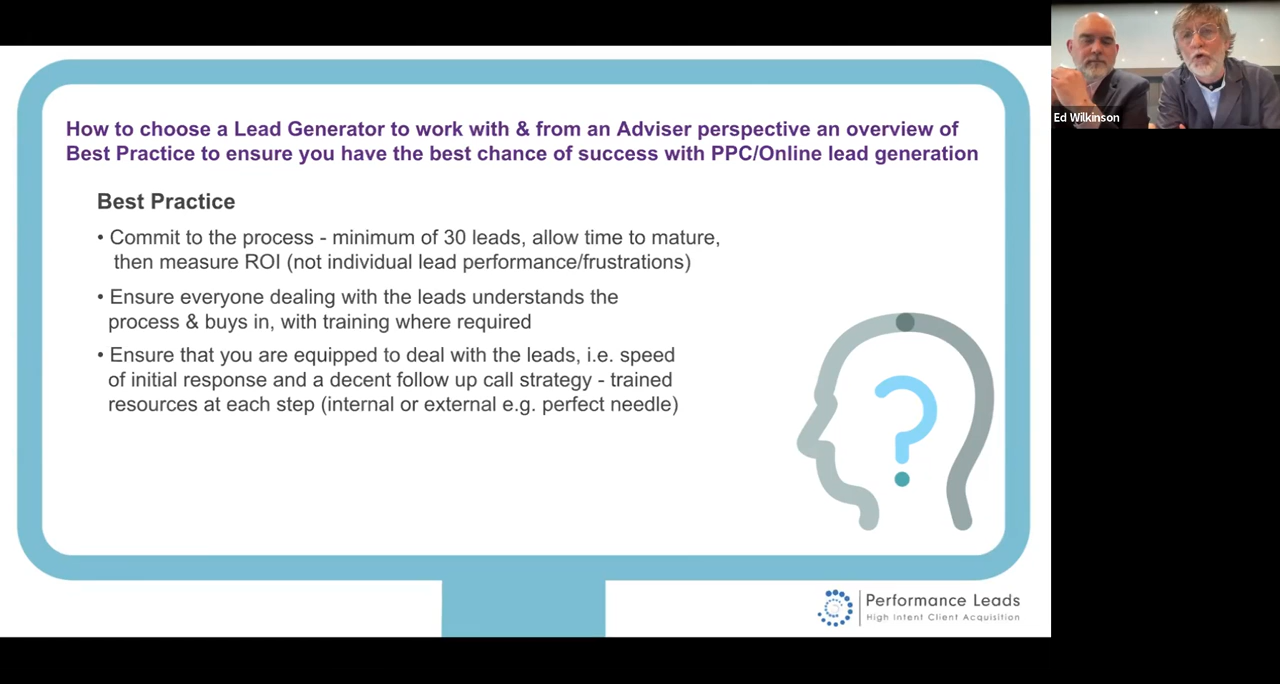 How to choose a Lead Generator to work with & from an Adviser perspective an overview of
Best Practice to ensure you have the best chance of success with PPC/Online lead generation
Best Practice
• Commit to the process - minimum of 30 leads, allow time to mature,
then measure ROI (not individual lead performance/frustrations)
• Ensure everyone dealing with the leads understands the
process & buys in, with training where required
• Ensure that you are equipped to deal with the leads, i.e. speed
of initial response and a decent follow up call strategy - trained
resources at each step (internal or external e.g. perfect needle)
?
Performance Leads
High Intent Client Acquisition
Ed Wilkinson